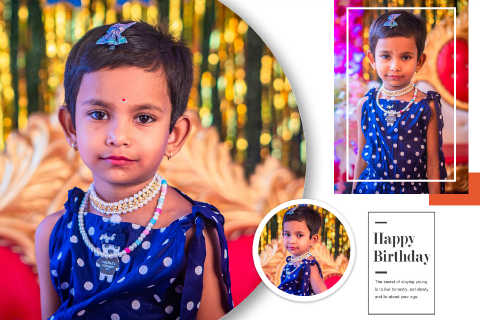 Happy
Birthday
The secret of staying young
is to live honestly, eat slowly
and lie about your age.